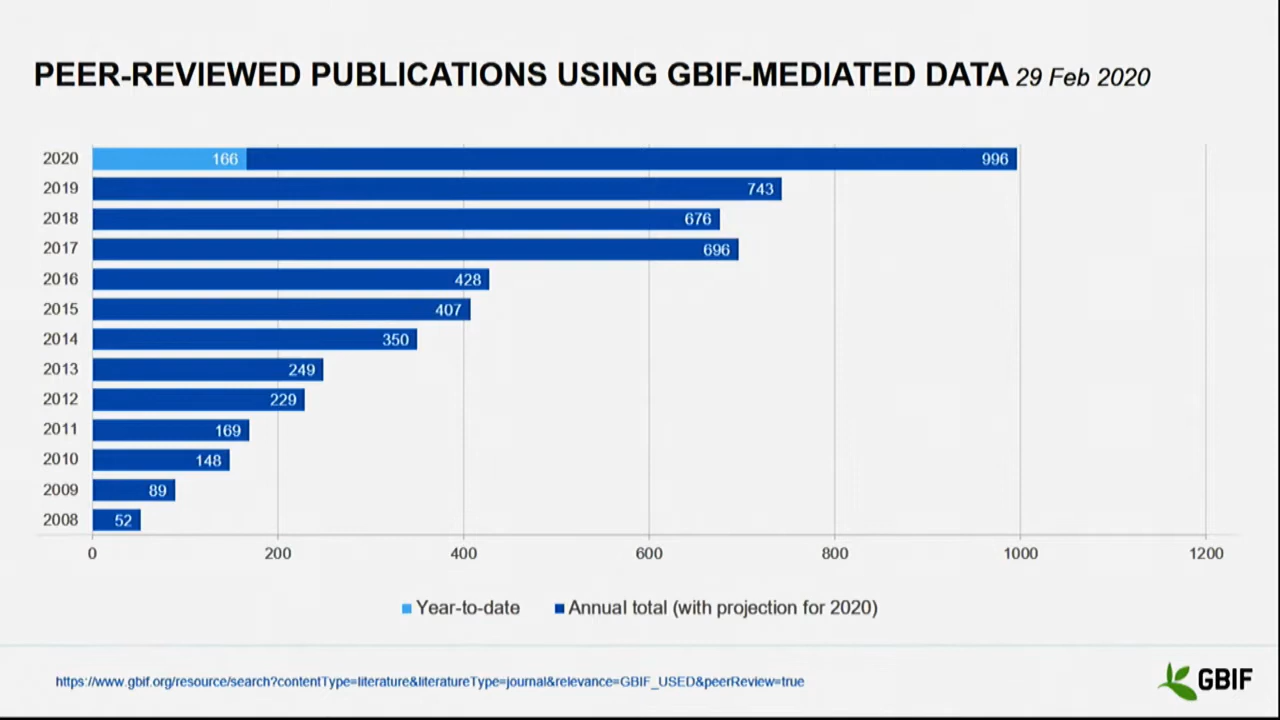 PEER-REVIEWED PUBLICATIONS USING GBIF-MEDIATED DATA 29 Feb 2020
2020 166 996
2019 743
2018 676
2017 696
2016 428
2015 407
2014 350
2013 249
2012 229
2011 169
2010 148
2009 89
2008 52
0 200 400 600 800 1000 1200
Year-to-date Annual total (with projection for 2020)
https://www.gbif.org/resource/search?contentType=literature&literatureType=journal&relevance=GBIF_USED&peerReview=true
GBIF